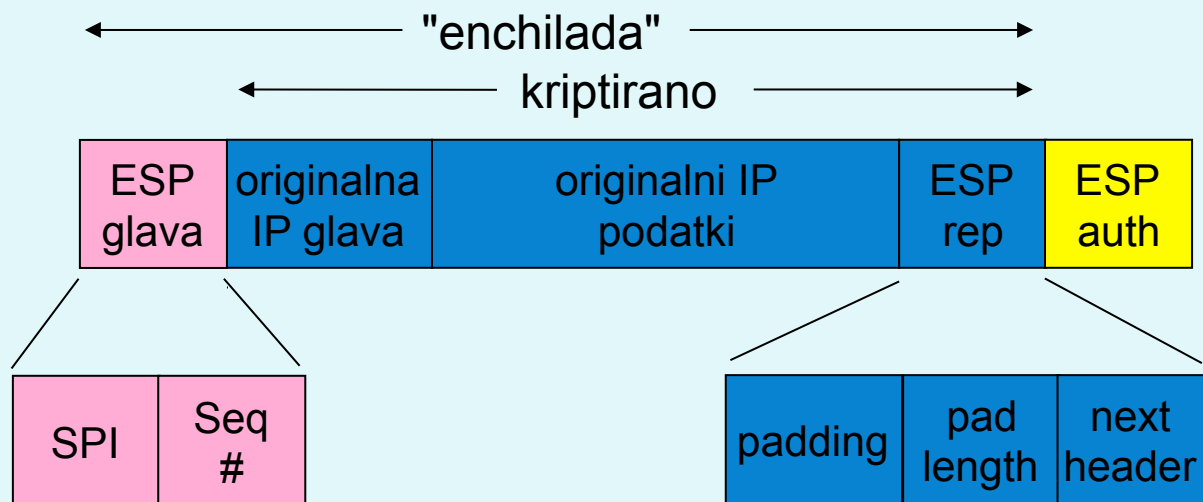 "enchilada"
kriptirano
ESP
glava
originalna
IP glava
originalni IP
podatki
ESP
rep
ESP
auth
SPI
Seq
#
padding
pad
length
next
header